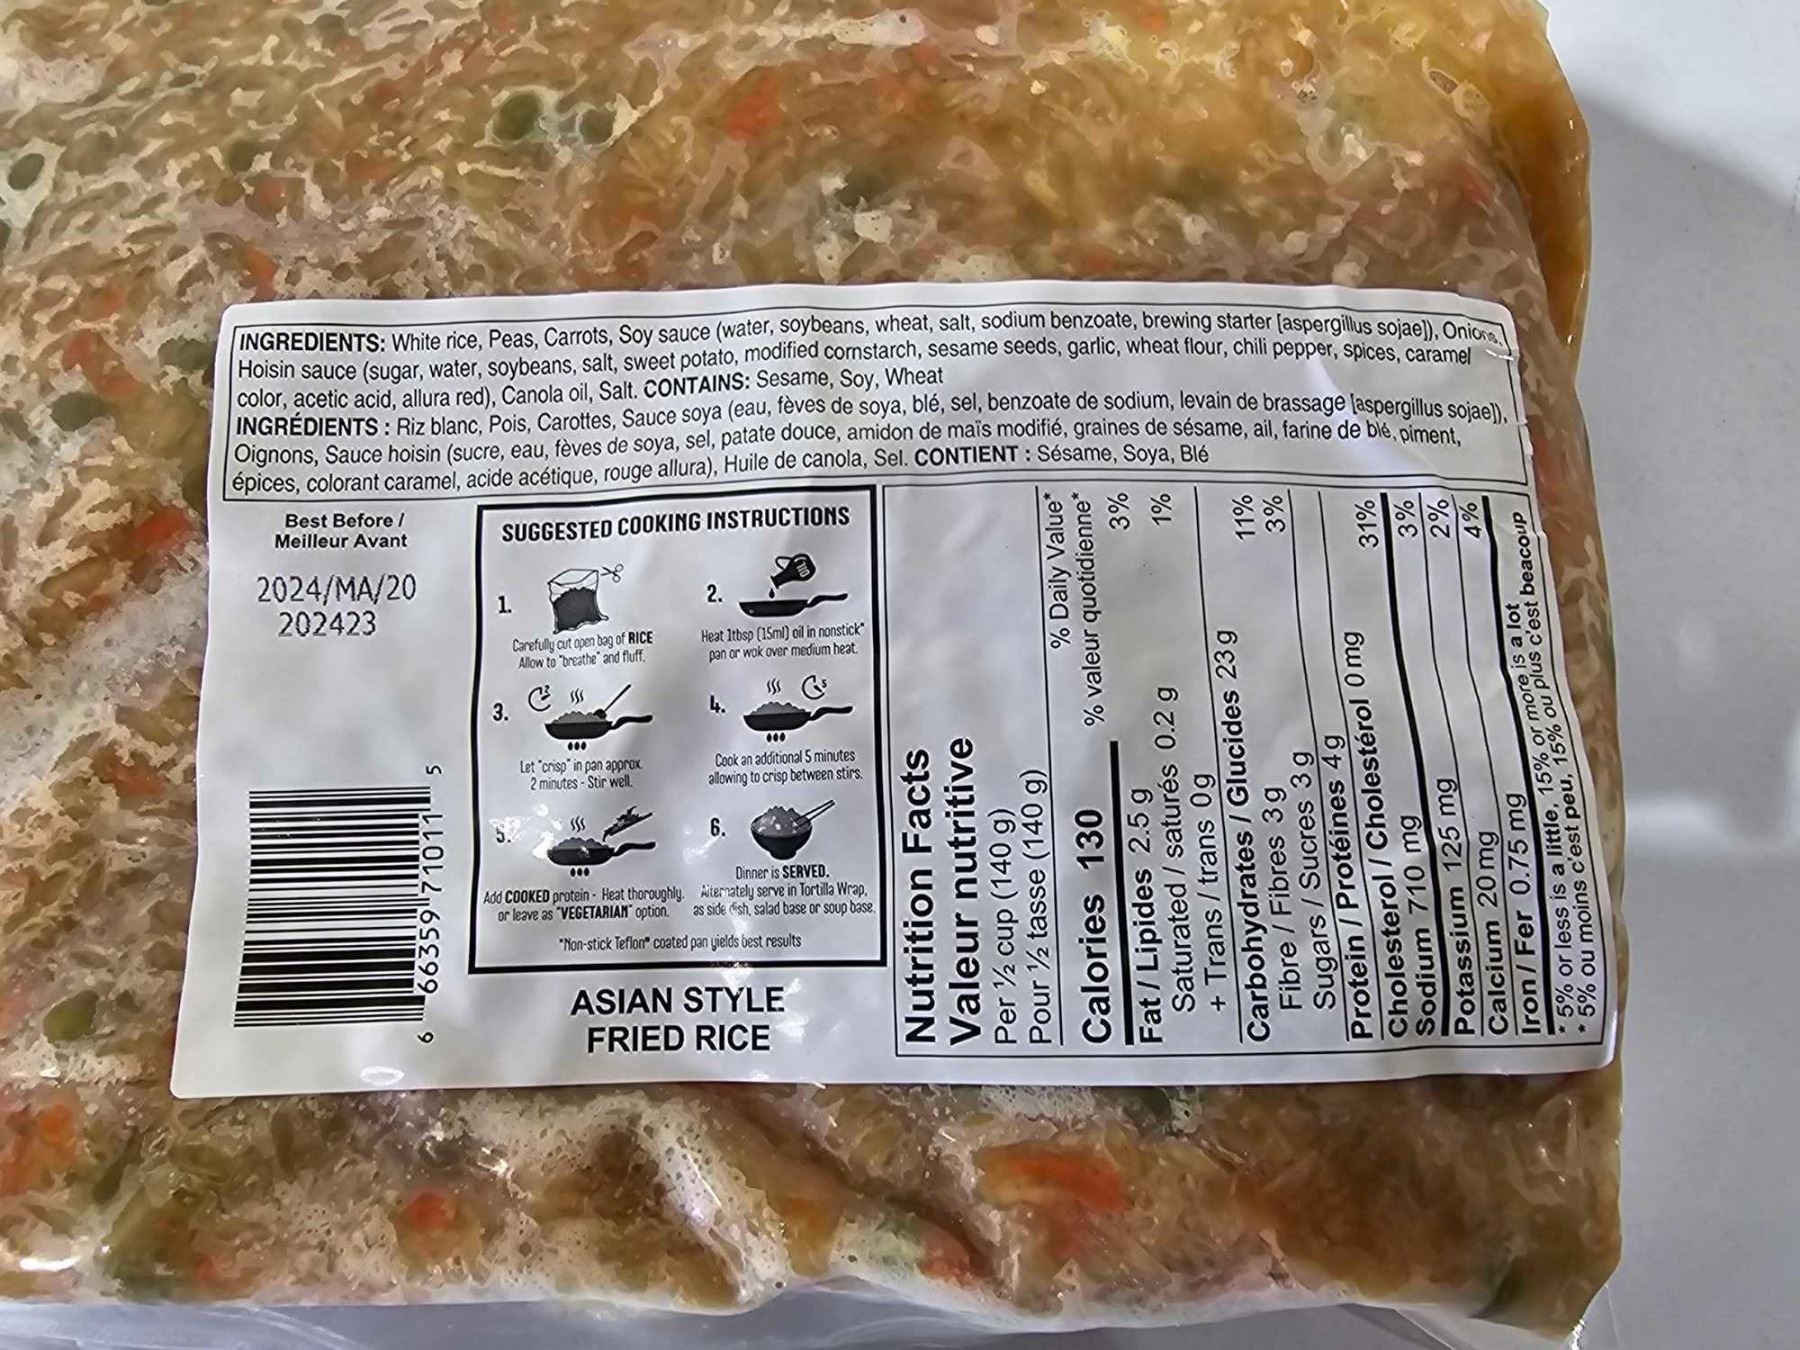 INGREDIENTS: White rice, Peas, Carrots, Soy sauce (water, soybeans, wheat, salt, sodium benzoate, brewing starter [aspergillus sojae]), Onions,
Hoisin sauce (sugar, water, soybeans, salt, sweet potato, modified cornstarch, sesame seeds, garlic, wheat flour, chili pepper, spices, caramel
color, acetic acid, allura red), Canola oil, Salt. CONTAINS: Sesame, Soy, Wheat
INGRÉDIENTS : Riz blanc, Pois, Carottes, Sauce soya (eau, fèves de soya, blé, sel, benzoate de sodium, levain de brassage [aspergillus sojae]),
Oignons, Sauce hoisin (sucre, eau, fèves de soya, sel, patate douce, amidon de maïs modifié, graines de sésame, ail, farine de blé, piment,
épices, colorant caramel, acide acétique, rouge allura), Huile de canola, Sel. CONTIENT : Sésame, Soya, Blé
Best Before /
Meilleur Avant
2024/MA/20
202423
6 66359 71011 5
SUGGESTED COOKING INSTRUCTIONS
1.
Carefully cut open bag of RICE
Allow to "breathe" and fluff.
2.
OIL
Heat 1tbsp (15ml) oil in nonstick*
pan or wok over medium heat.
3.
2
Let "crisp" in pan approx.
2 minutes - Stir well.
4.
5
Cook an additional 5 minutes
allowing to crisp between stirs.
5.
Add COOKED protein - Heat thoroughly.
or leave as "VEGETARIAN" option.
6.
Dinner is SERVED.
Alternately serve in Tortilla Wrap,
as side dish, salad base or soup base.
*Non-stick Teflon® coated pan yields best results
ASIAN STYLE
FRIED RICE
Nutrition Facts
Valeur nutritive
Per ½ cup (140 g)
Pour ½ tasse (140 g)
% Daily Value*
Calories 130 % valeur quotidienne*
Fat / Lipides 2.5 g 3%
Saturated / saturés 0.2 g 1%
+ Trans / trans 0 g
Carbohydrates / Glucides 23 g 11%
Fibre / Fibres 3 g 3%
Sugars / Sucres 3 g
Protein / Protéines 4 g
Cholesterol / Cholestérol 0 mg
Sodium 710 mg 31%
Potassium 125 mg 3%
Calcium 20 mg 2%
Iron / Fer 0.75 mg 4%
* 5% or less is a little, 15% or more is a lot
* 5% ou moins c'est peu, 15% ou plus c'est beaucoup